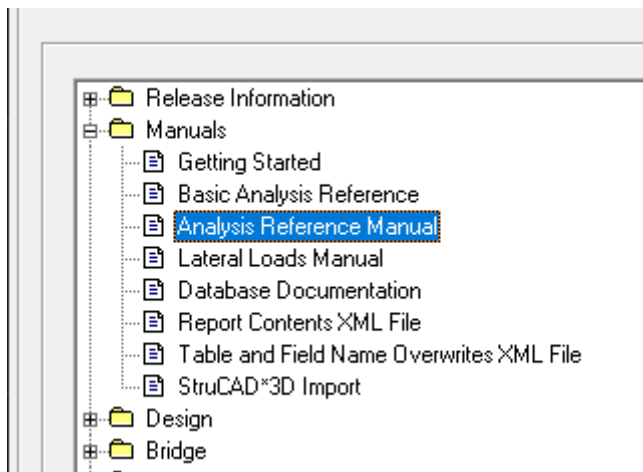 Release Information
Manuals
Getting Started
Basic Analysis Reference
Analysis Reference Manual
Lateral Loads Manual
Database Documentation
Report Contents XML File
Table and Field Name Overwrites XML File
StruCAD*3D Import
Design
Bridge